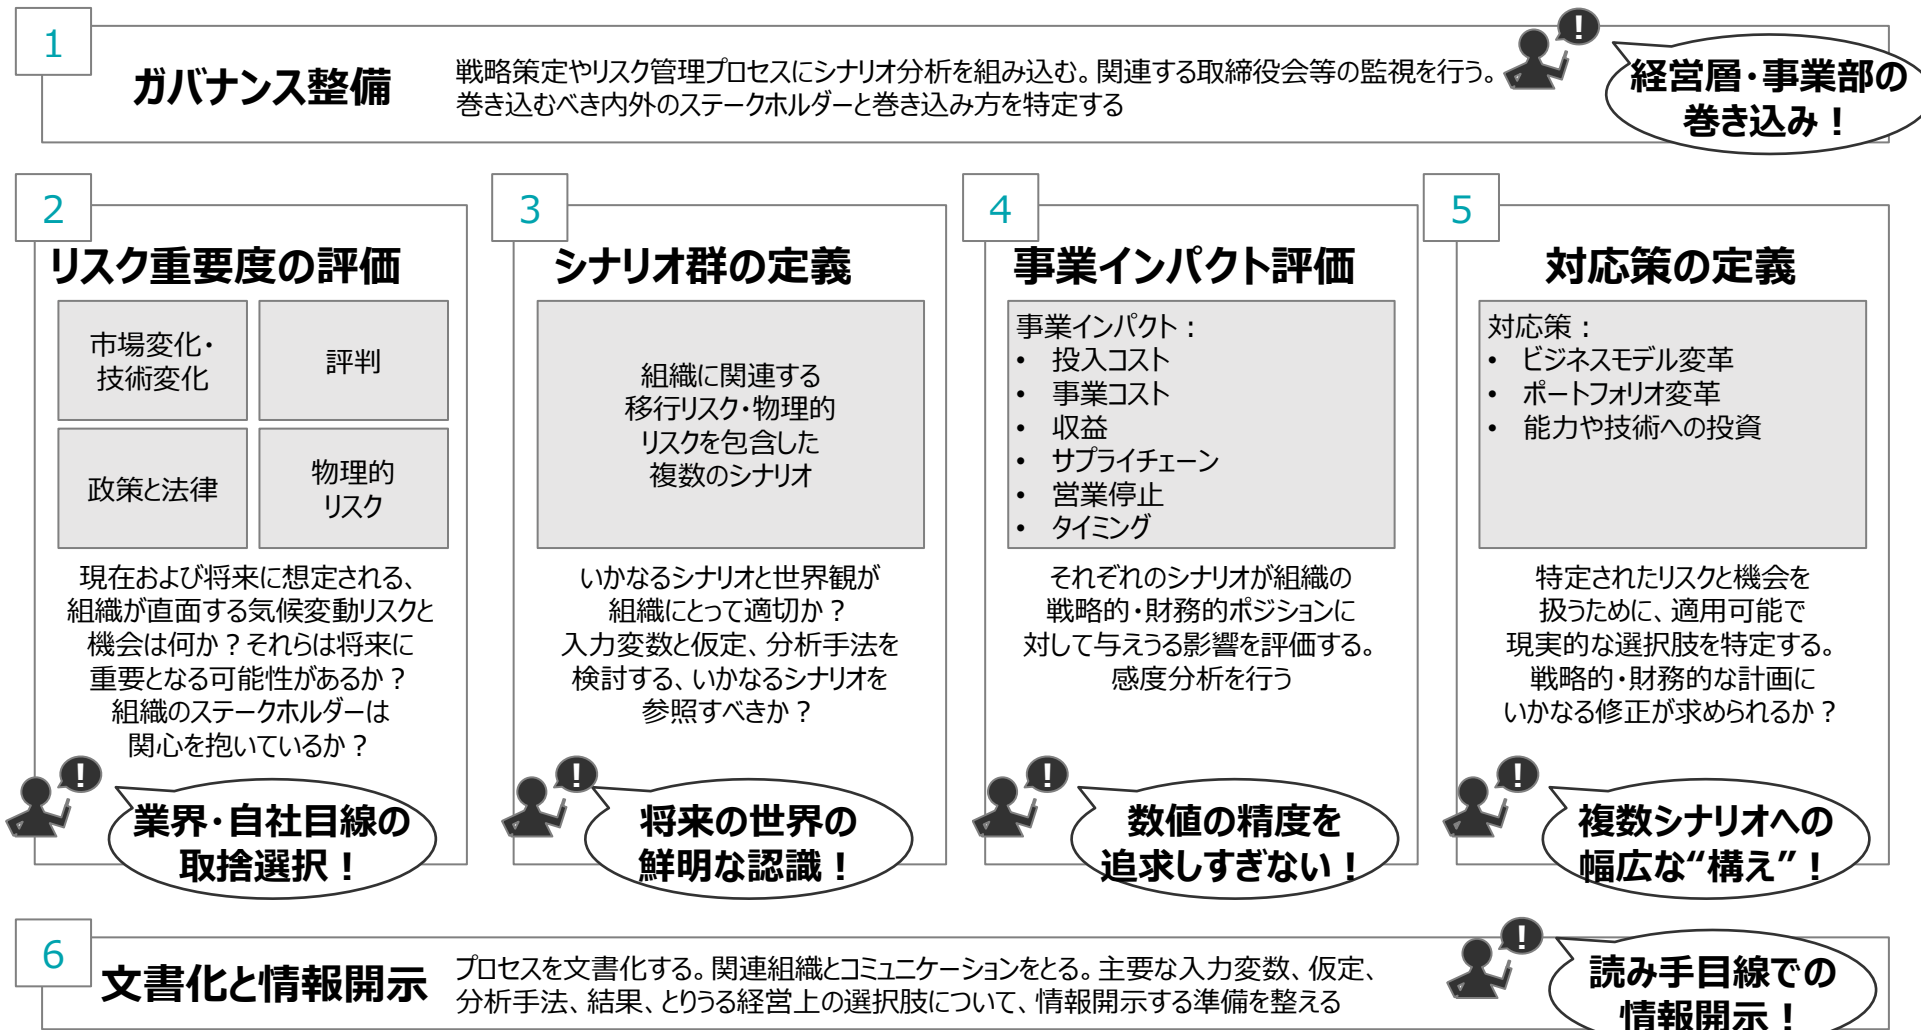 1
ガバナンス整備
戦略策定やリスク管理プロセスにシナリオ分析を組み込む。関連する取締役会等の監視を行う。
巻き込むべき内外のステークホルダーと巻き込み方を特定する
!
経営層・事業部の
巻き込み！
2
リスク重要度の評価
市場変化・
技術変化
評判
政策と法律
物理的
リスク
現在および将来に想定される、
組織が直面する気候変動リスクと
機会は何か？それらは将来に
重要となる可能性があるか？
組織のステークホルダーは
関心を抱いているか？
!
業界・自社目線の
取捨選択！
3
シナリオ群の定義
組織に関連する
移行リスク・物理的
リスクを包含した
複数のシナリオ
いかなるシナリオと世界観が
組織にとって適切か？
入力変数と仮定、分析手法を
検討する、いかなるシナリオを
参照すべきか？
!
将来の世界の
鮮明な認識！
4
事業インパクト評価
事業インパクト：
• 投入コスト
• 事業コスト
• 収益
• サプライチェーン
• 営業停止
• タイミング
それぞれのシナリオが組織の
戦略的・財務的ポジションに
対して与えうる影響を評価する。
感度分析を行う
!
数値の精度を
追求しすぎない！
5
対応策の定義
対応策：
• ビジネスモデル変革
• ポートフォリオ変革
• 能力や技術への投資
特定されたリスクと機会を
扱うために、適用可能で
現実的な選択肢を特定する。
戦略的・財務的な計画に
いかなる修正が求められるか？
!
複数シナリオへの
幅広な“構え”！
6
文書化と情報開示
プロセスを文書化する。関連組織とコミュニケーションをとる。主要な入力変数、仮定、
分析手法、結果、とりうる経営上の選択肢について、情報開示する準備を整える
!
読み手目線での
情報開示！